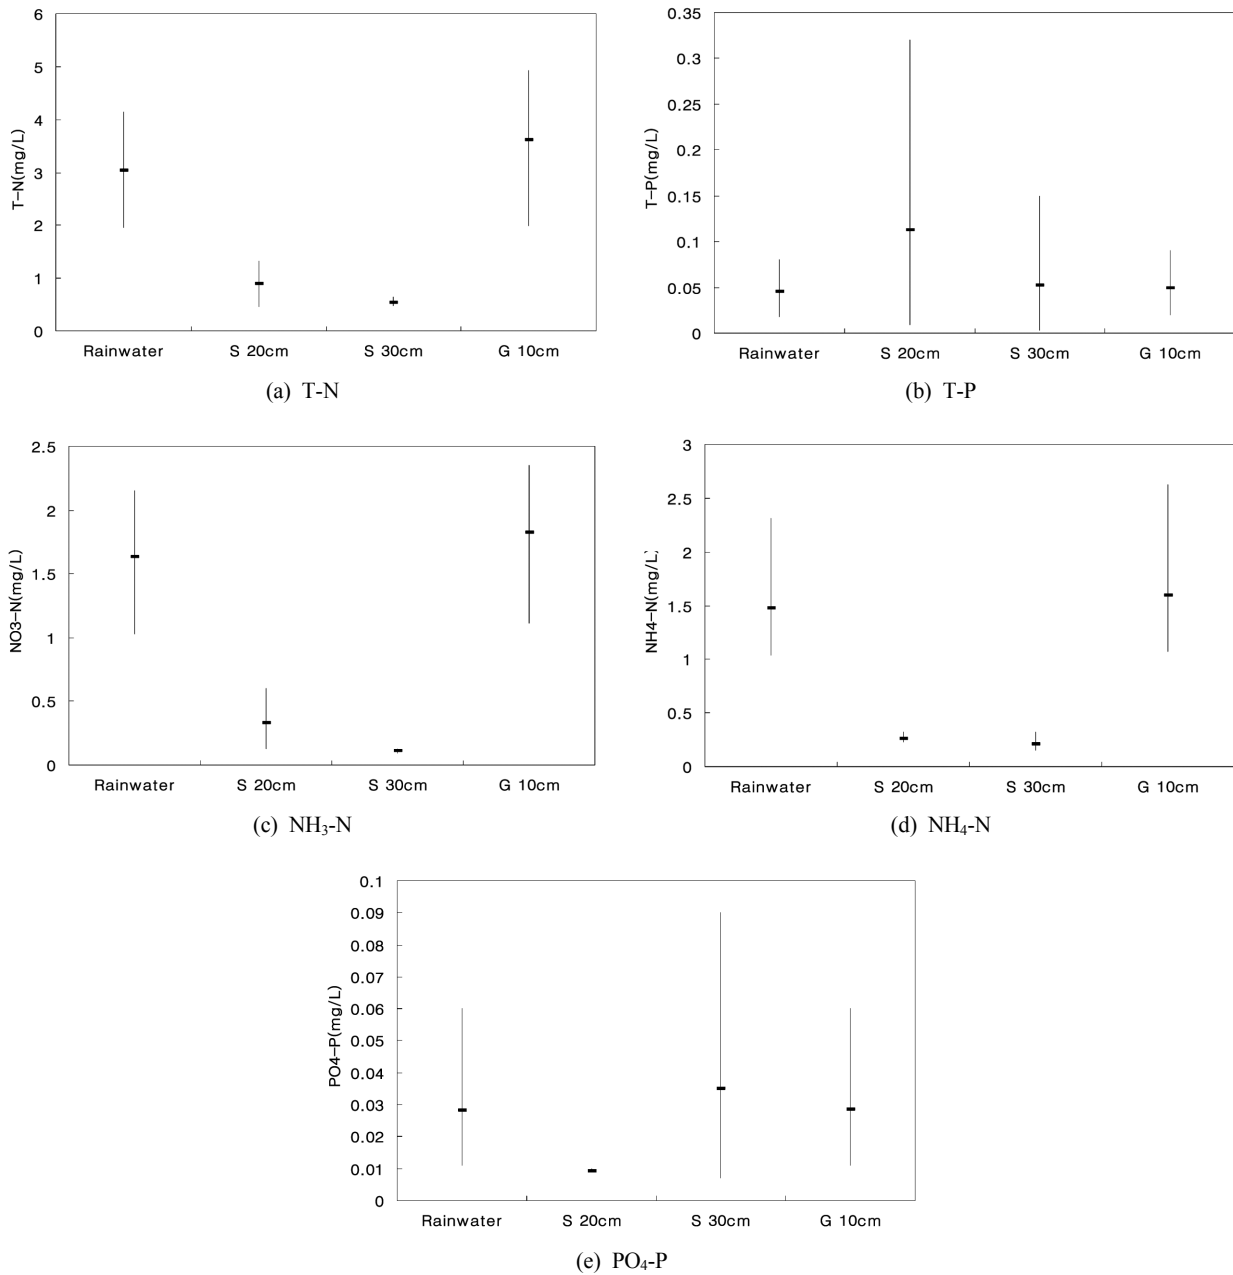 6
5
4
3
2
1
0
T-N(mg/L)
Rainwater S 20cm S 30cm G 10cm
(a) T-N
0.35
0.3
0.25
0.2
0.15
0.1
0.05
0
T-P(mg/L)
Rainwater S 20cm S 30cm G 10cm
(b) T-P
2.5
2
1.5
1
0.5
0
NO3-N(mg/L)
Rainwater S 20cm S 30cm G 10cm
(c) NH₃-N
3
2.5
2
1.5
1
0.5
0
NH4-N(mg/L)
Rainwater S 20cm S 30cm G 10cm
(d) NH₄-N
0.1
0.09
0.08
0.07
0.06
0.05
0.04
0.03
0.02
0.01
0
PO4-P(mg/L)
Rainwater S 20cm S 30cm G 10cm
(e) PO₄-P